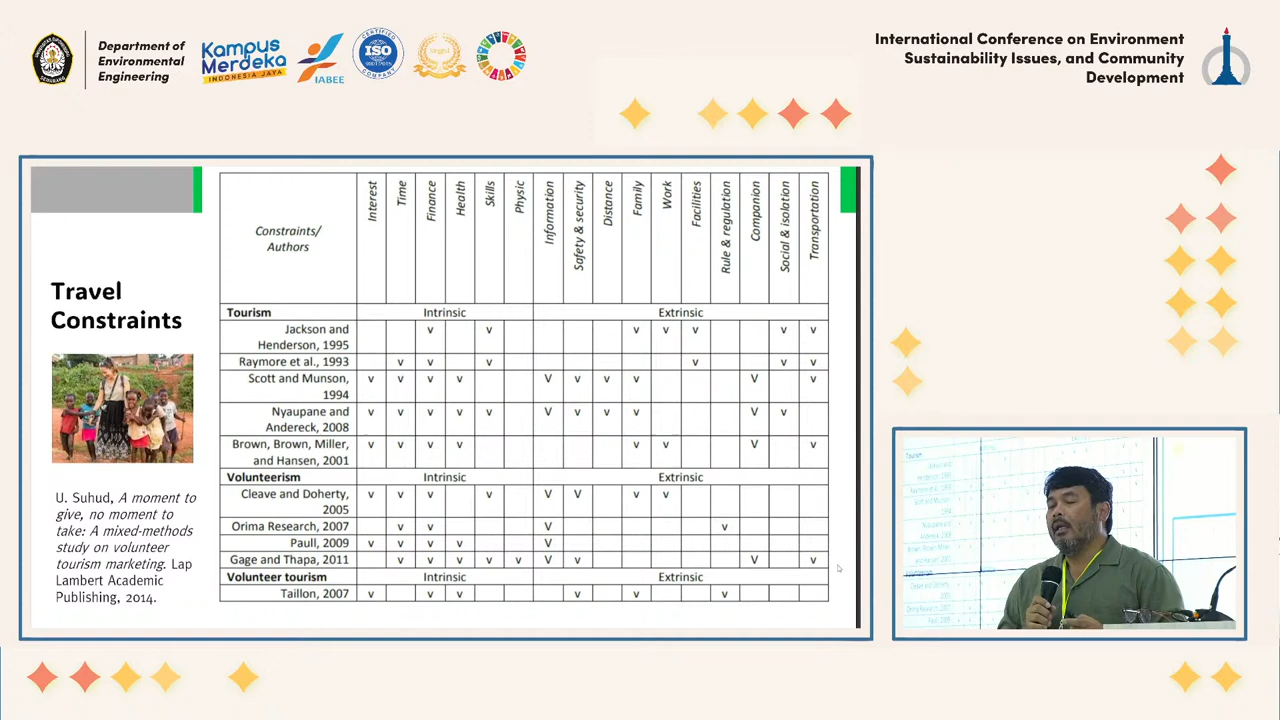 Department of
Environmental
Engineering
Kampus
Merdeka
INDONESIA JAYA
IABEE
CERTIFIED
ISO
9001:2015
COMPANY
International Conference on Environment
Sustainability Issues, and Community
Development
Travel
Constraints
U. Suhud, A moment to
give, no moment to
take: A mixed-methods
study on volunteer
tourism marketing. Lap
Lambert Academic
Publishing, 2014.
Constraints/
Authors
Interest
Time
Finance
Health
Skills
Physic
Information
Safety & security
Distance
Family
Work
Facilities
Rule & regulation
Companion
Social & isolation
Transportation
Tourism Intrinsic Extrinsic
Jackson and
Henderson, 1995 v v v v v v v
Raymore et al., 1993 v v v v v v
Scott and Munson,
1994 v v v v V v v v V v
Nyaupane and
Andereck, 2008 v v v v v V v v v V v
Brown, Brown, Miller,
and Hansen, 2001 v v v v v v V v
Volunteerism Intrinsic Extrinsic
Cleave and Doherty,
2005 v v v v V V v v
Orima Research, 2007 v v V v
Paull, 2009 v v v v V
Gage and Thapa, 2011 v v v v v V v V v
Volunteer tourism Intrinsic Extrinsic
Taillon, 2007 v v v v v v